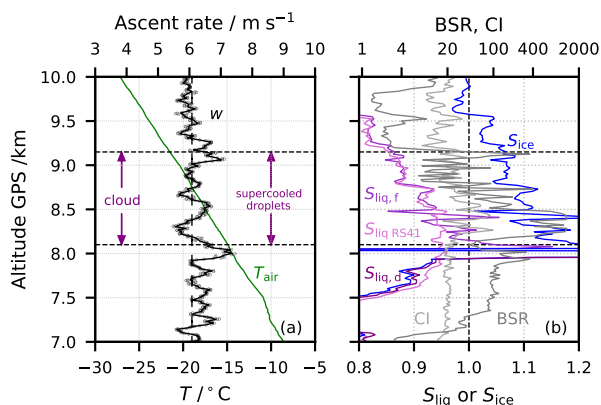 Ascent rate / m s⁻¹
BSR, CI
3 4 5 6 7 8 9 10
1 4 20 100 400 2000
10.0
9.5
9.0
8.5
8.0
7.5
7.0
Altitude GPS /km
w
cloud
supercooled
droplets
T_air
(a)
S_ice
S_liq, f
S_liq RS41
S_liq, d
CI
BSR
(b)
−30 −25 −20 −15 −10 −5
0.8 0.9 1.0 1.1 1.2
T / °C
S_liq or S_ice